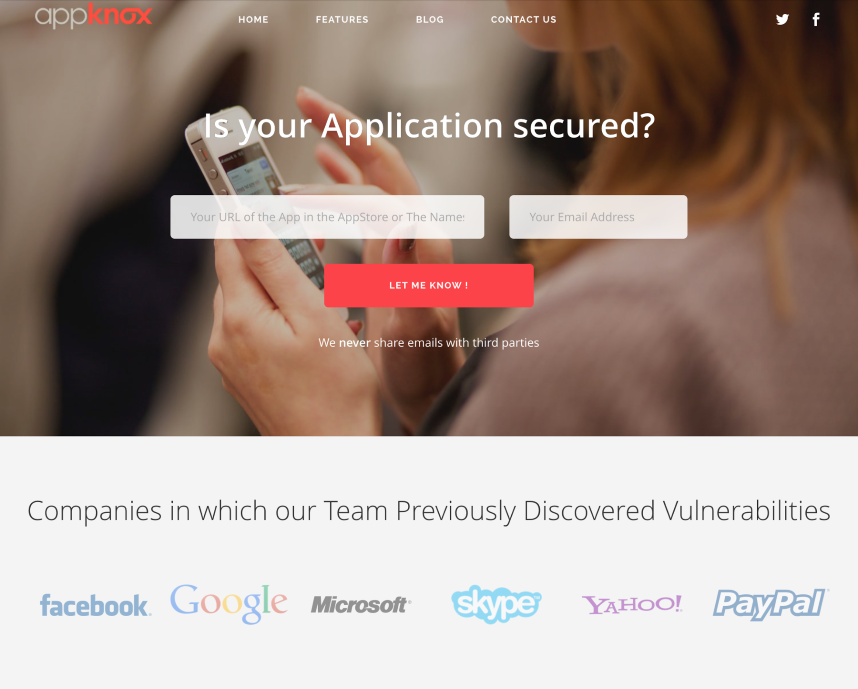 appknox
HOME FEATURES BLOG CONTACT US
Is your Application secured?
Your URL of the App in the AppStore or The Name:
Your Email Address
LET ME KNOW !
We never share emails with third parties
Companies in which our Team Previously Discovered Vulnerabilities
facebook Google Microsoft skype YAHOO! PayPal